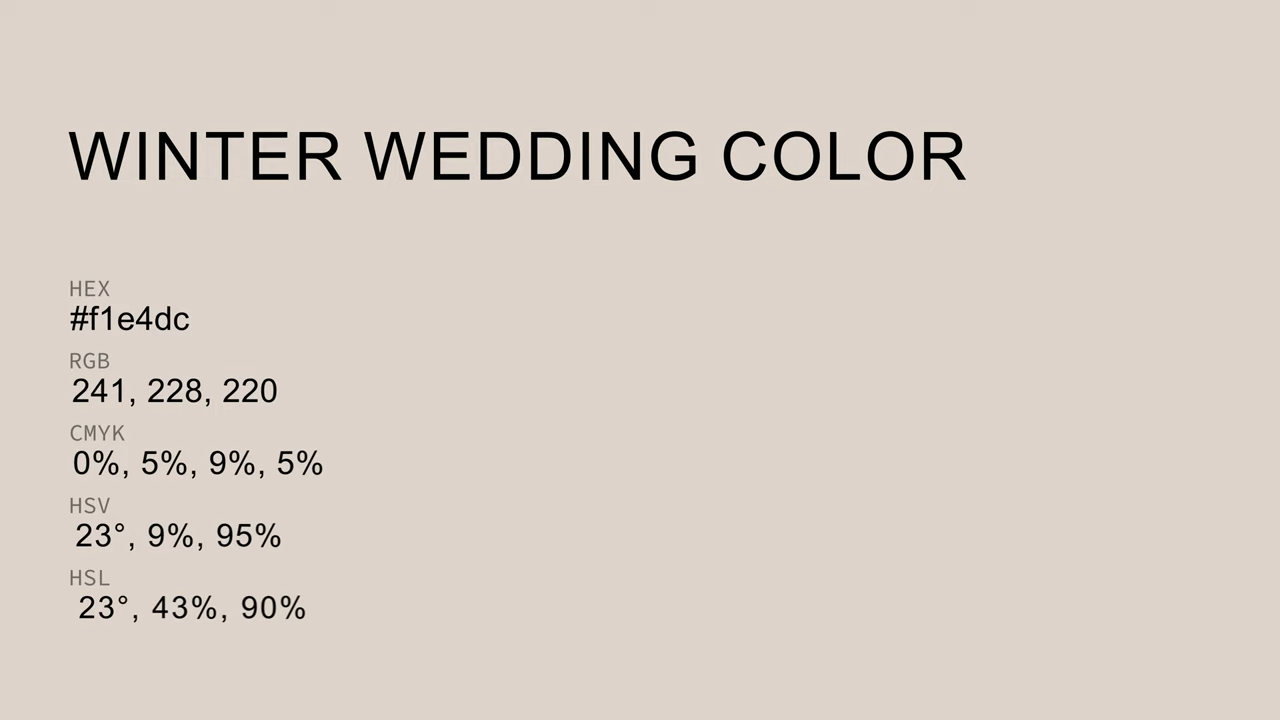 WINTER WEDDING COLOR
HEX
#f1e4dc
RGB
241, 228, 220
CMYK
0%, 5%, 9%, 5%
HSV
23°, 9%, 95%
HSL
23°, 43%, 90%